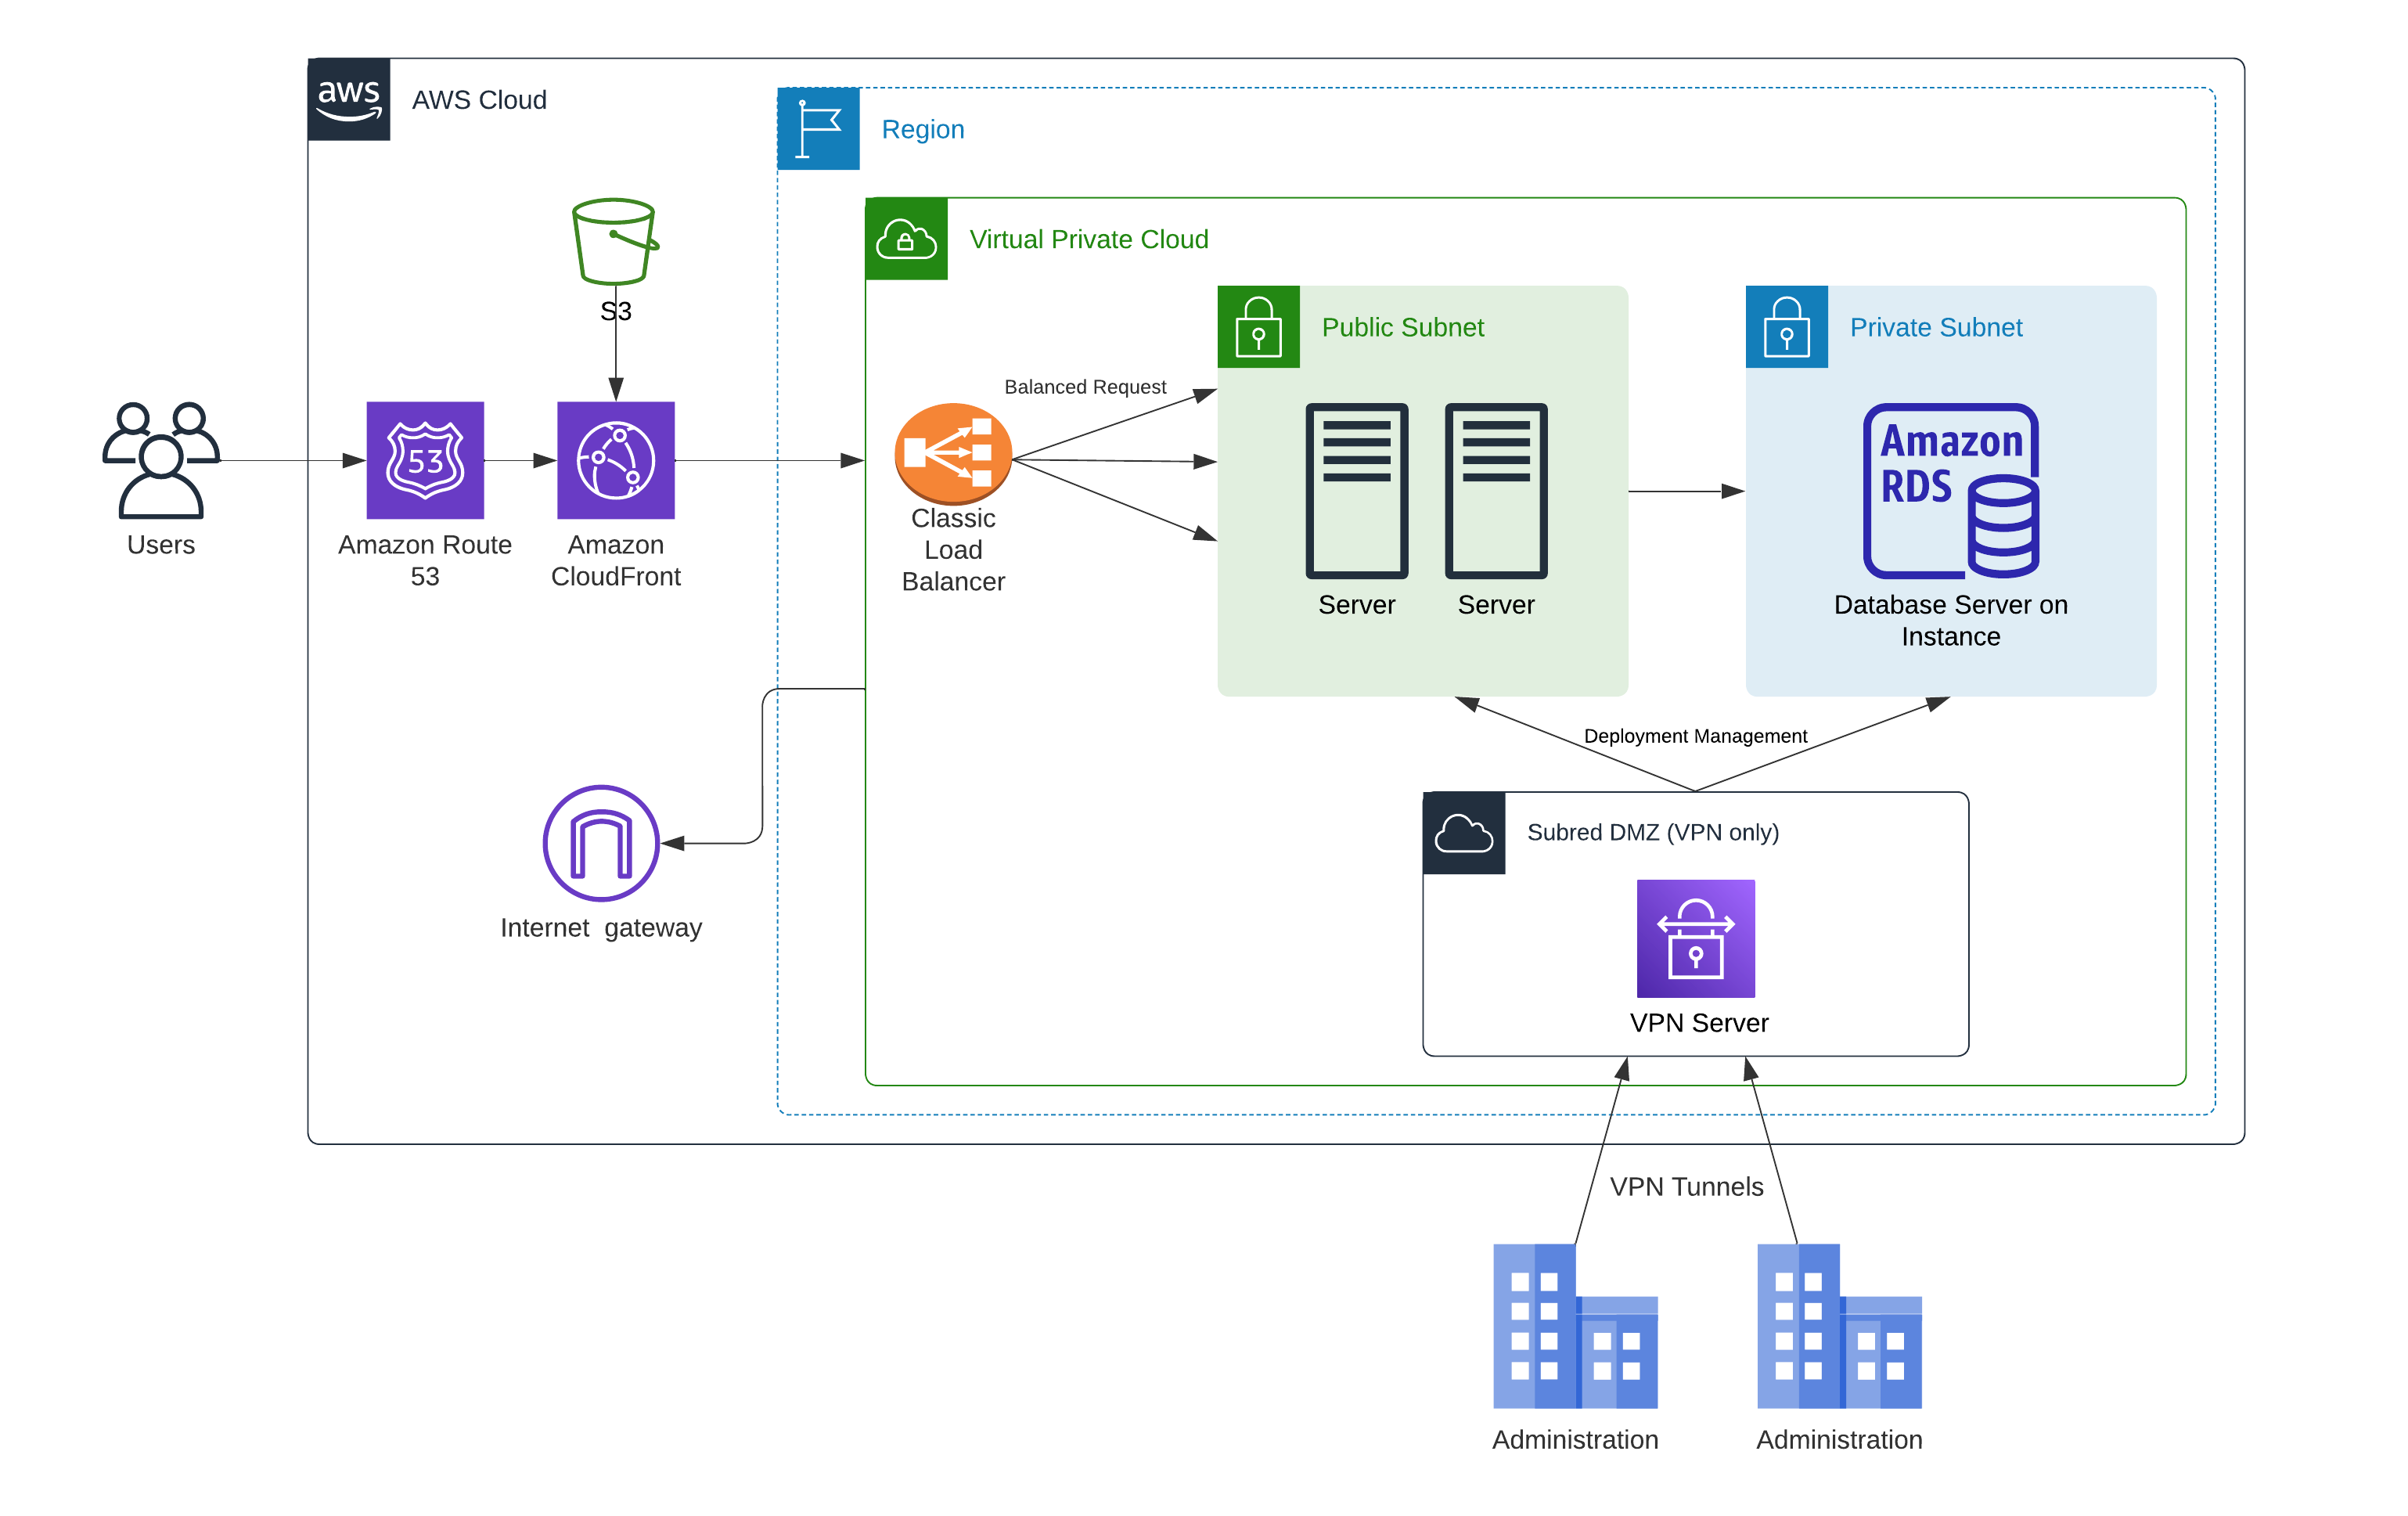 aws
AWS Cloud
Region
Virtual Private Cloud
S3
Public Subnet
Private Subnet
Balanced Request
53
Amazon
RDS
Users
Amazon Route
53
Amazon
CloudFront
Classic
Load
Balancer
Server
Server
Database Server on
Instance
Deployment Management
Internet  gateway
Subred DMZ (VPN only)
VPN Server
VPN Tunnels
Administration
Administration